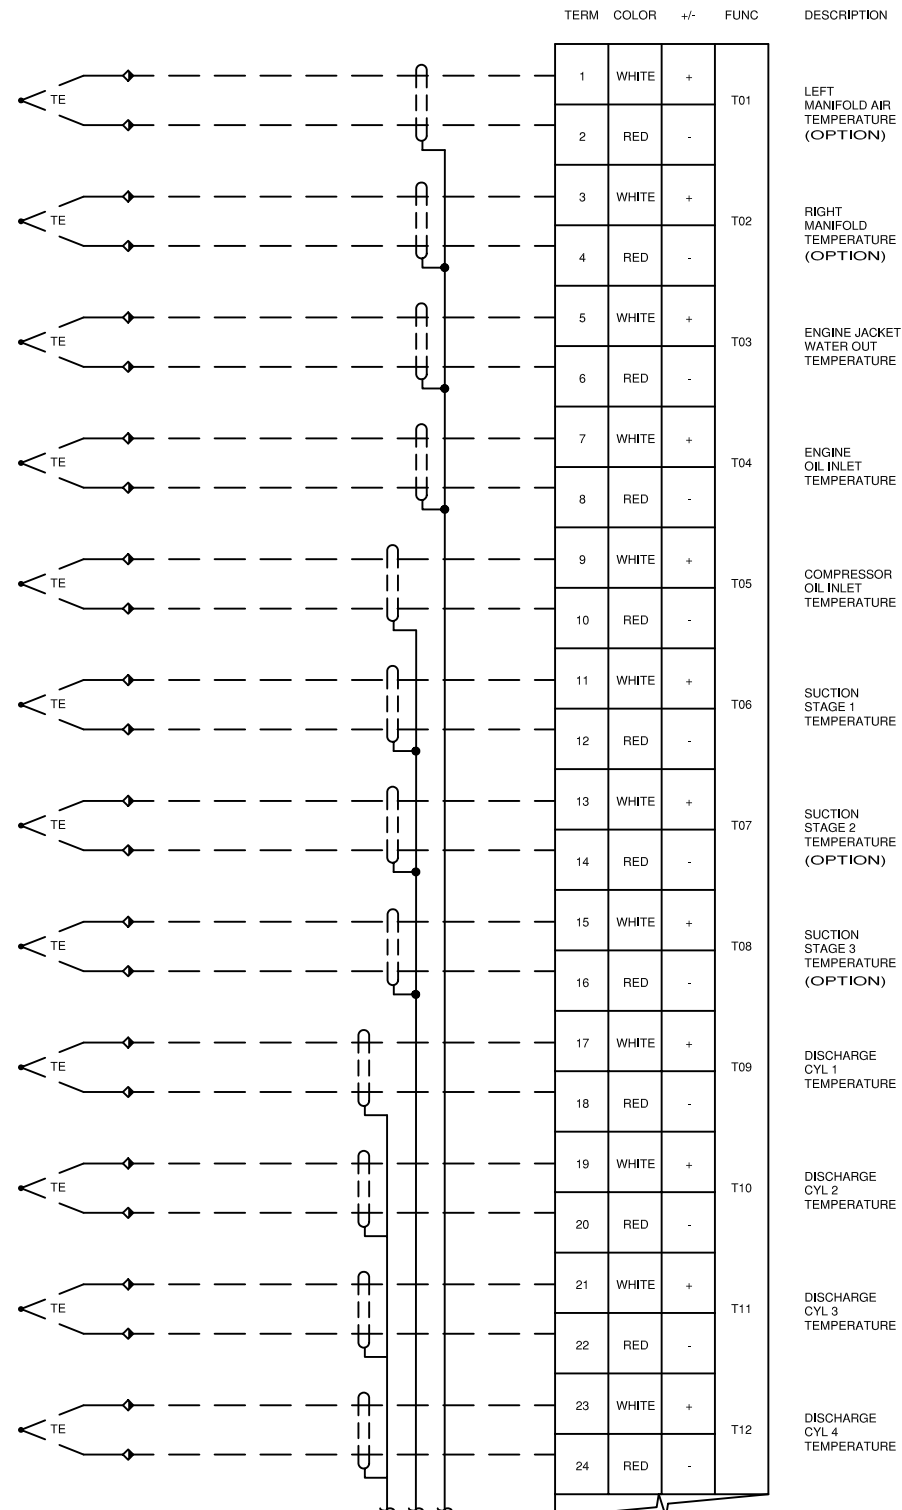 TERM COLOR +/- FUNC DESCRIPTION
1 WHITE +
TE T01
LEFT
MANIFOLD AIR
TEMPERATURE
(OPTION)
2 RED -
3 WHITE +
TE T02
RIGHT
MANIFOLD
TEMPERATURE
(OPTION)
4 RED -
5 WHITE +
TE T03
ENGINE JACKET
WATER OUT
TEMPERATURE
6 RED -
7 WHITE +
TE T04
ENGINE
OIL INLET
TEMPERATURE
8 RED -
9 WHITE +
TE T05
COMPRESSOR
OIL INLET
TEMPERATURE
10 RED -
11 WHITE +
TE T06
SUCTION
STAGE 1
TEMPERATURE
12 RED -
13 WHITE +
TE T07
SUCTION
STAGE 2
TEMPERATURE
(OPTION)
14 RED -
15 WHITE +
TE T08
SUCTION
STAGE 3
TEMPERATURE
(OPTION)
16 RED -
17 WHITE +
TE T09
DISCHARGE
CYL 1
TEMPERATURE
18 RED -
19 WHITE +
TE T10
DISCHARGE
CYL 2
TEMPERATURE
20 RED -
21 WHITE +
TE T11
DISCHARGE
CYL 3
TEMPERATURE
22 RED -
23 WHITE +
TE T12
DISCHARGE
CYL 4
TEMPERATURE
24 RED -